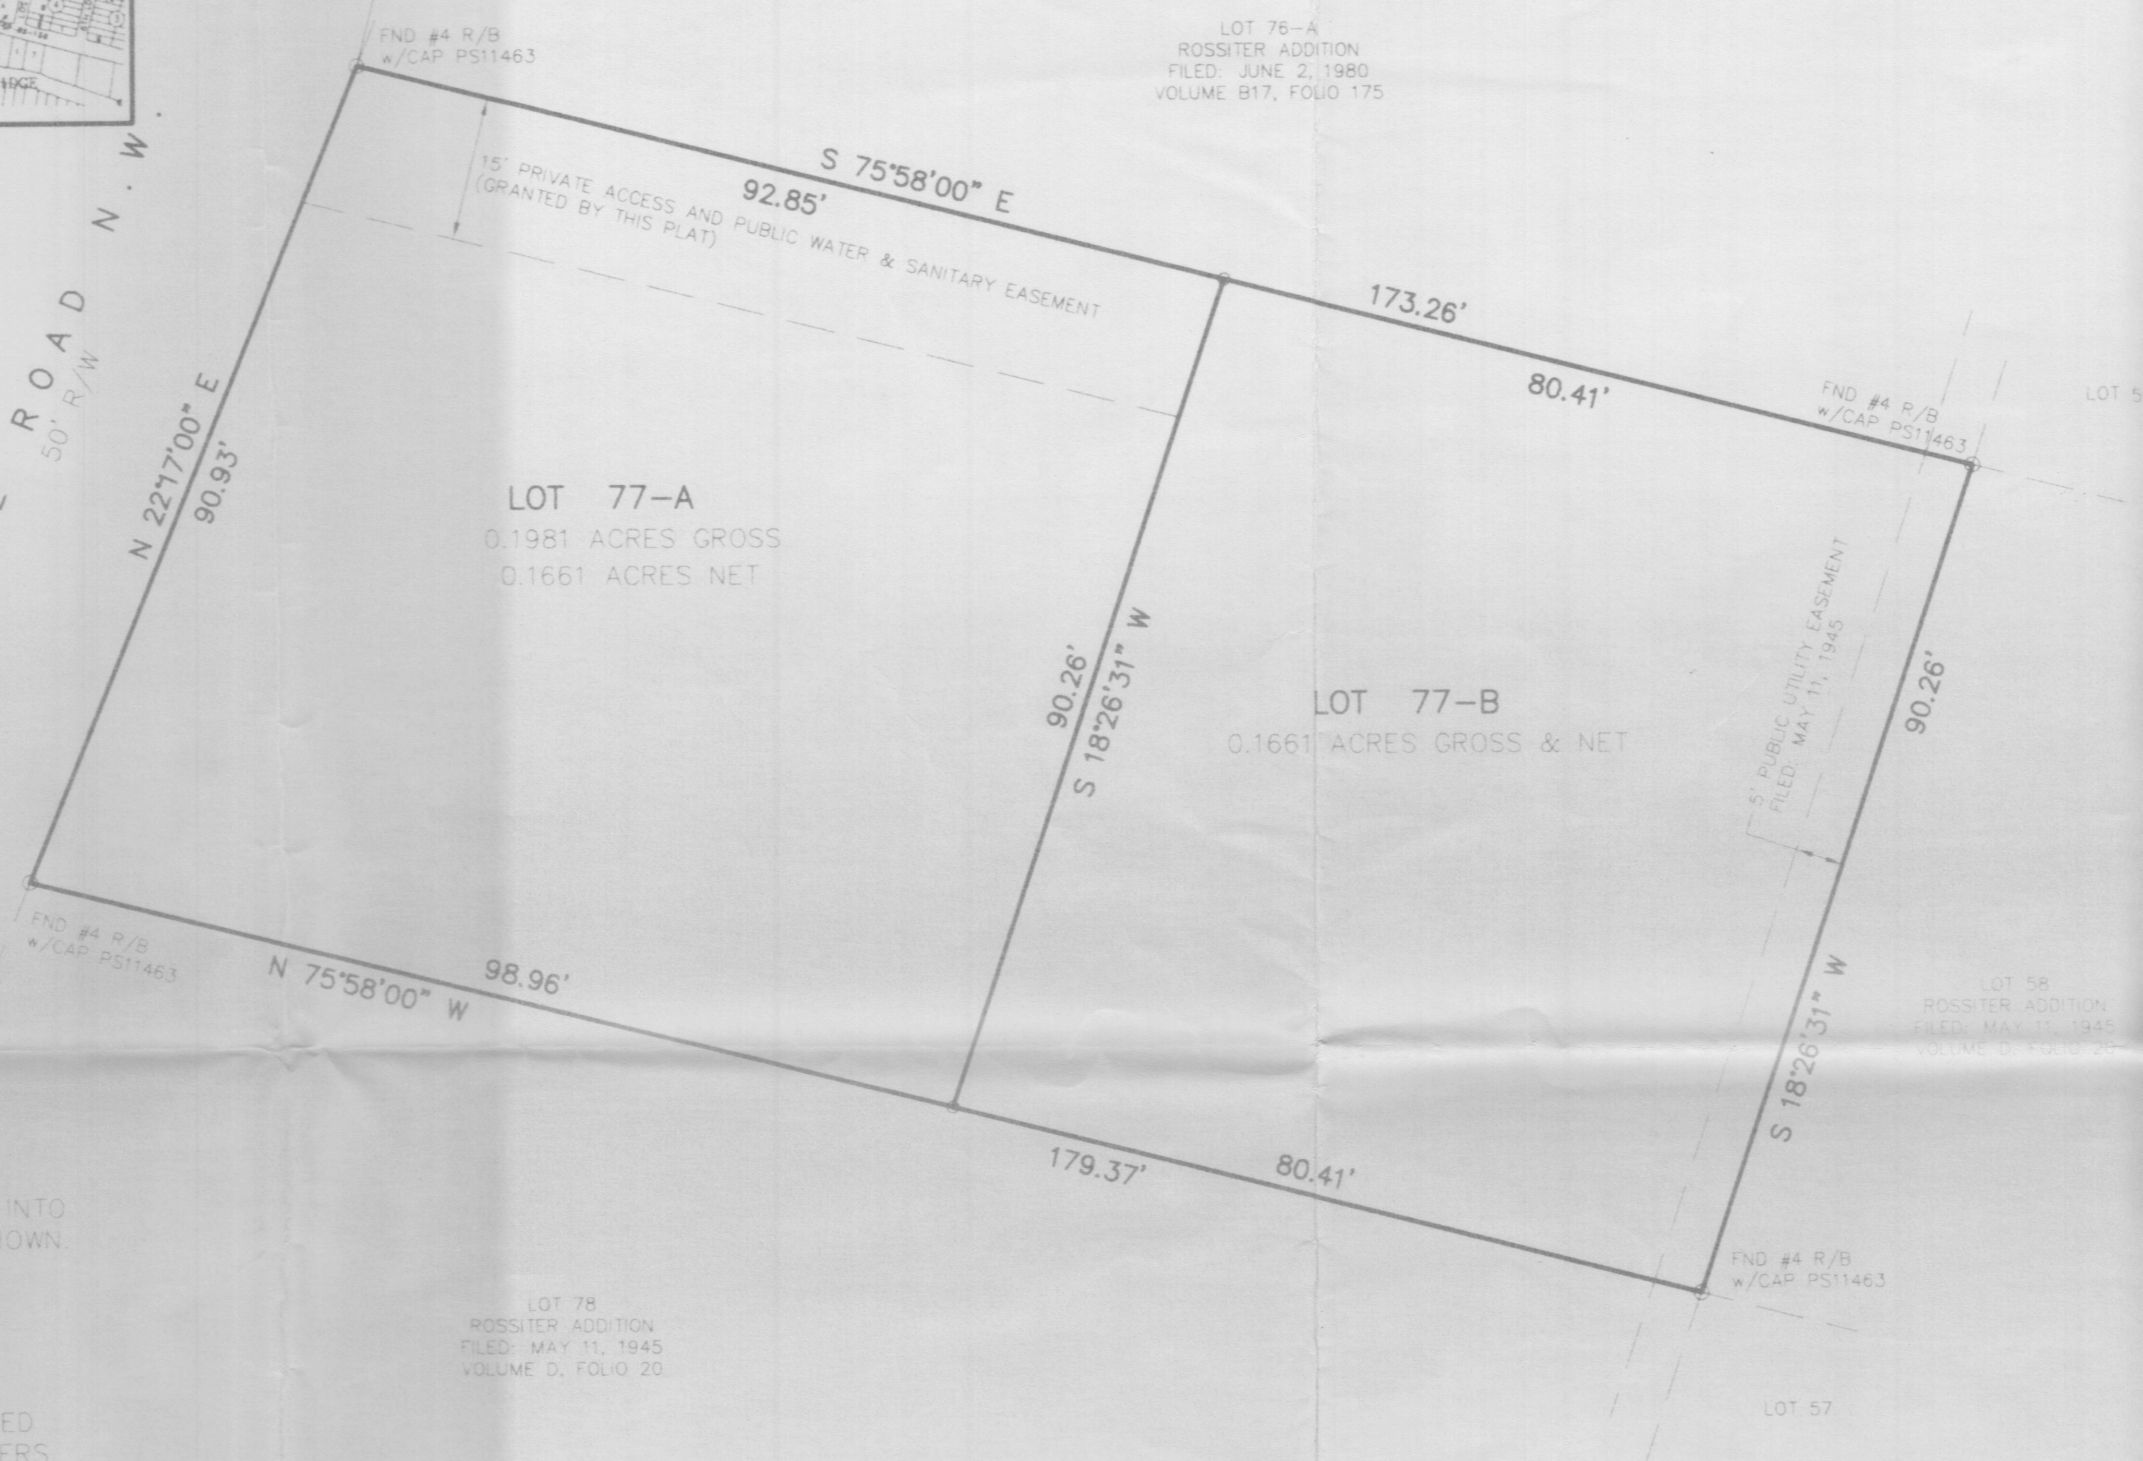 FND #4 R/B
w/CAP PS11463
LOT 76-A
ROSSITER ADDITION
FILED: JUNE 2, 1980
VOLUME B17, FOLIO 175
ROAD N.W.
50' R/W
S 75°58'00" E
92.85'
15' PRIVATE ACCESS AND PUBLIC WATER & SANITARY EASEMENT
(GRANTED BY THIS PLAT)
173.26'
80.41'
FND #4 R/B
w/CAP PS11463
LOT 5
N 22°17'00" E
90.93'
LOT 77-A
0.1981 ACRES GROSS
0.1661 ACRES NET
90.26'
S 18°26'31" W
LOT 77-B
0.1661 ACRES GROSS & NET
5' PUBLIC UTILITY EASEMENT
FILED: MAY 11, 1945
90.26'
S 18°26'31" W
FND #4 R/B
w/CAP PS11463
N 75°58'00" W
98.96'
LOT 58
ROSSITER ADDITION
FILED: MAY 11, 1945
VOLUME D, FOLIO 20
179.37'
80.41'
INTO
FND #4 R/B
w/CAP PS11463
LOT 78
ROSSITER ADDITION
FILED: MAY 11, 1945
VOLUME D, FOLIO 20
LOT 57